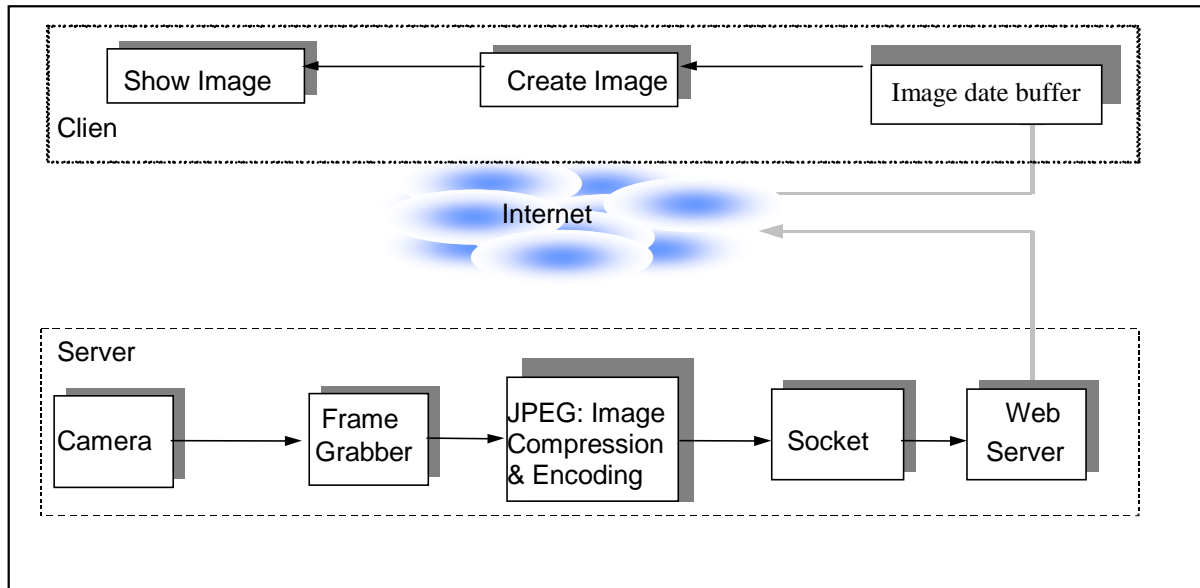 Show Image
Create Image
Image date buffer
Clien
Internet
Server
Camera
Frame
Grabber
JPEG: Image
Compression
& Encoding
Socket
Web
Server